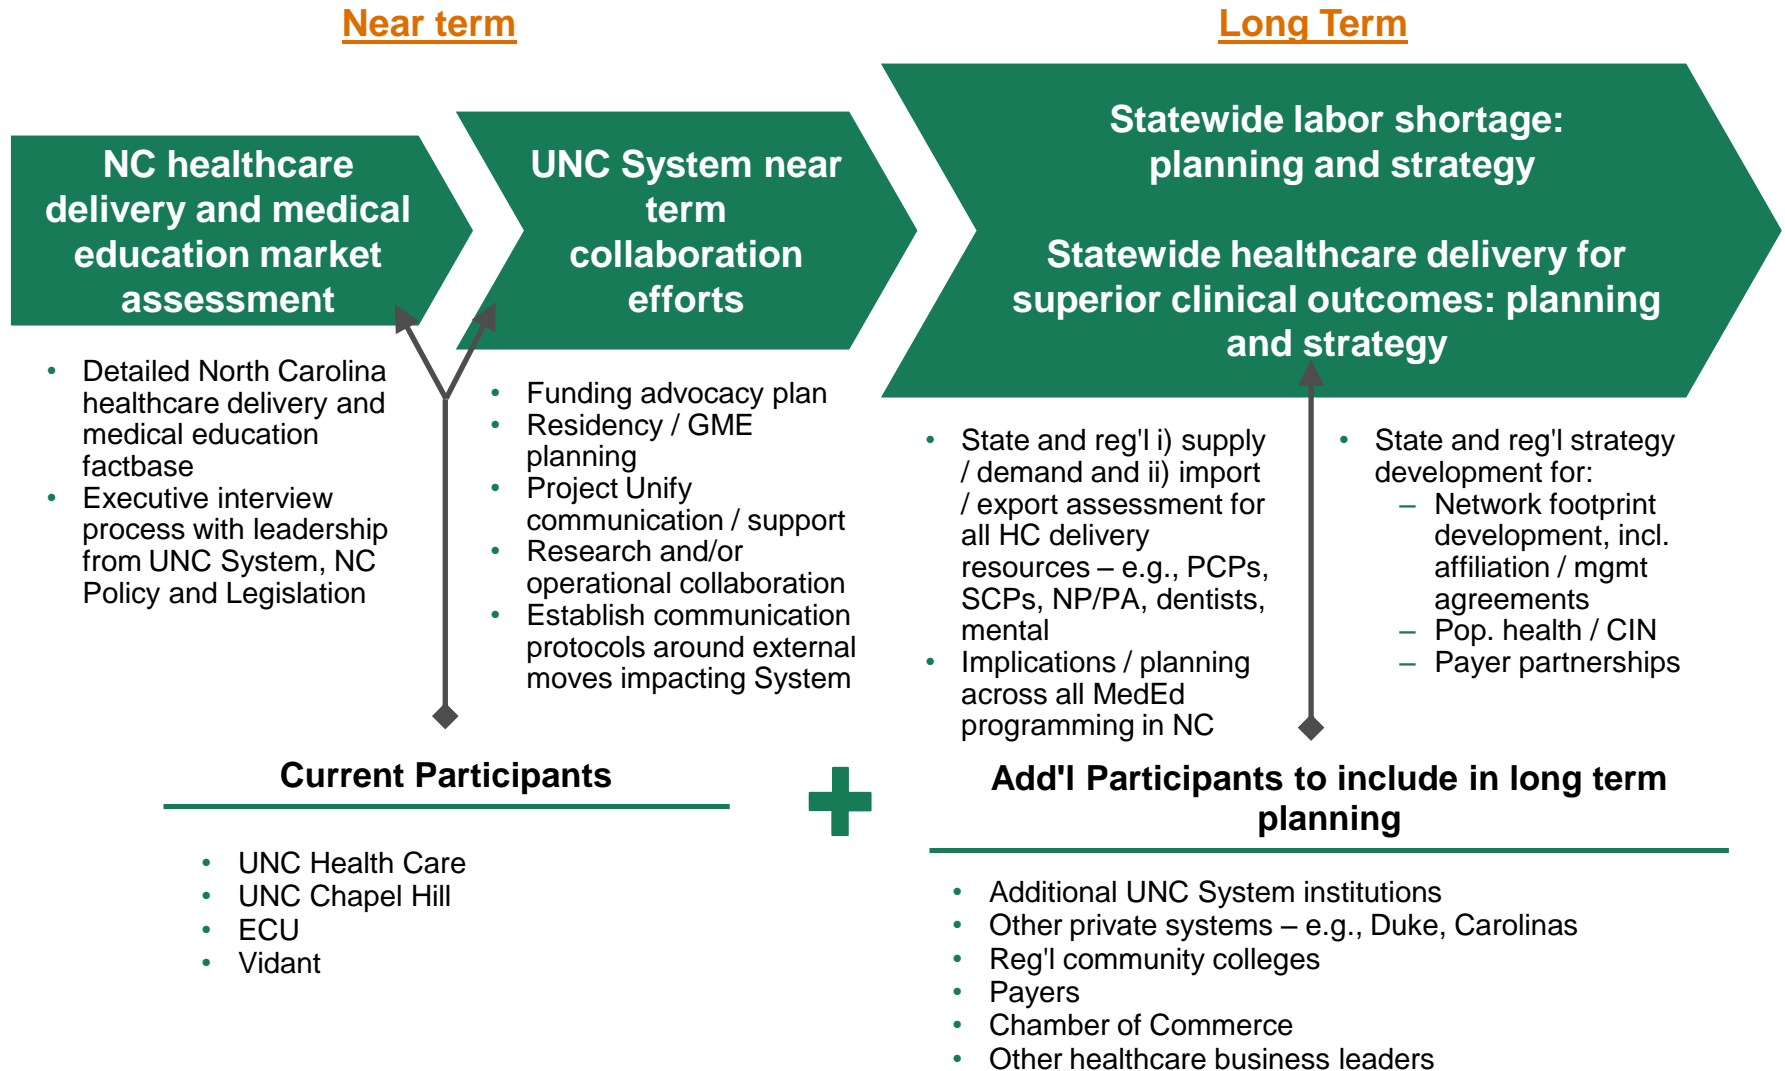 Near term
Long Term
NC healthcare
delivery and medical
education market
assessment
UNC System near
term
collaboration
efforts
Statewide labor shortage:
planning and strategy
Statewide healthcare delivery for
superior clinical outcomes: planning
and strategy
• Detailed North Carolina
healthcare delivery and
medical education
factbase
• Executive interview
process with leadership
from UNC System, NC
Policy and Legislation
• Funding advocacy plan
• Residency / GME
planning
• Project Unify
communication / support
• Research and/or
operational collaboration
• Establish communication
protocols around external
moves impacting System
• State and reg'l i) supply
/ demand and ii) import
/ export assessment for
all HC delivery
resources – e.g., PCPs,
SCPs, NP/PA, dentists,
mental
• Implications / planning
across all MedEd
programming in NC
• State and reg'l strategy
development for:
– Network footprint
development, incl.
affiliation / mgmt
agreements
– Pop. health / CIN
– Payer partnerships
Current Participants
• UNC Health Care
• UNC Chapel Hill
• ECU
• Vidant
Add'l Participants to include in long term
planning
• Additional UNC System institutions
• Other private systems – e.g., Duke, Carolinas
• Reg'l community colleges
• Payers
• Chamber of Commerce
• Other healthcare business leaders